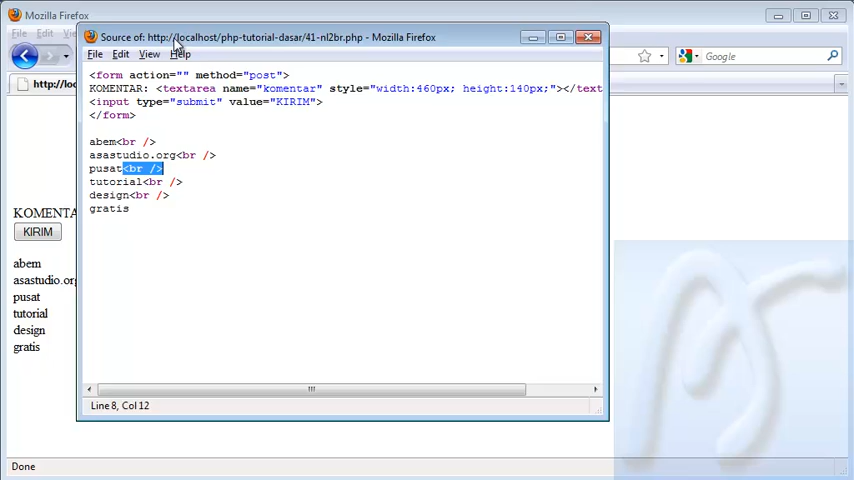 Mozilla Firefox
File Ed
Source of: http://localhost/php-tutorial-dasar/41-nl2br.php - Mozilla Firefox
File Edit View Help
Google
http://loc
<form action="" method="post">
KOMENTAR: <textarea name="komentar" style="width:460px; height:140px;"></text
<input type="submit" value="KIRIM">
</form>
abem<br />
asastudio.org<br />
pusat<br />
tutorial<br />
design<br />
gratis
Line 8, Col 12
KOMENTA
KIRIM
abem
asastudio.org
pusat
tutorial
design
gratis
Done